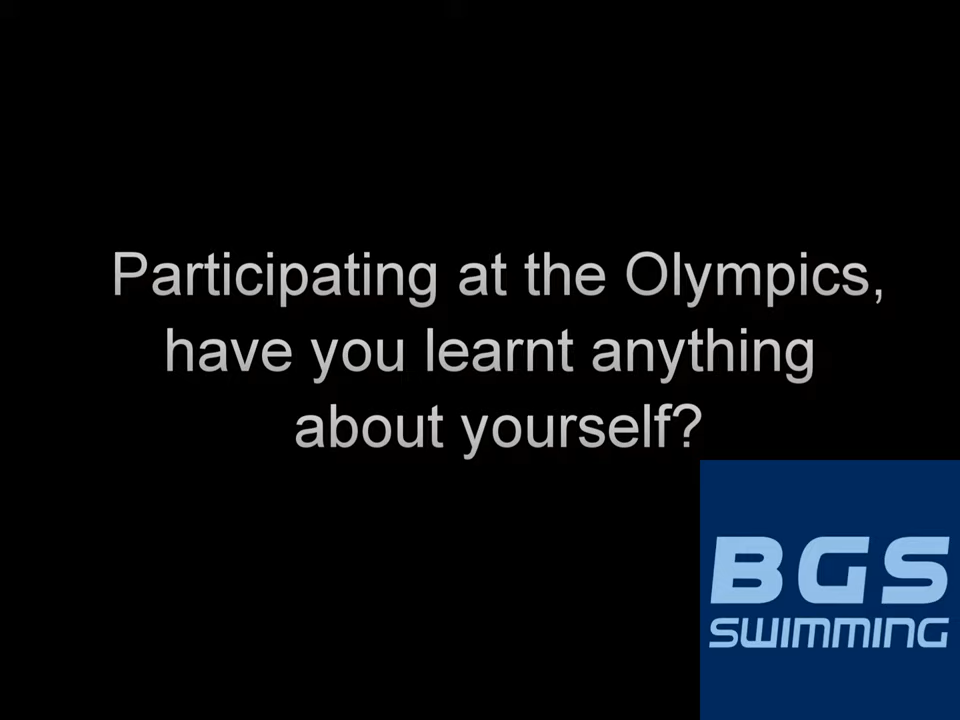 Participating at the Olympics,
have you learnt anything
about yourself?
BGS
SWIMMING